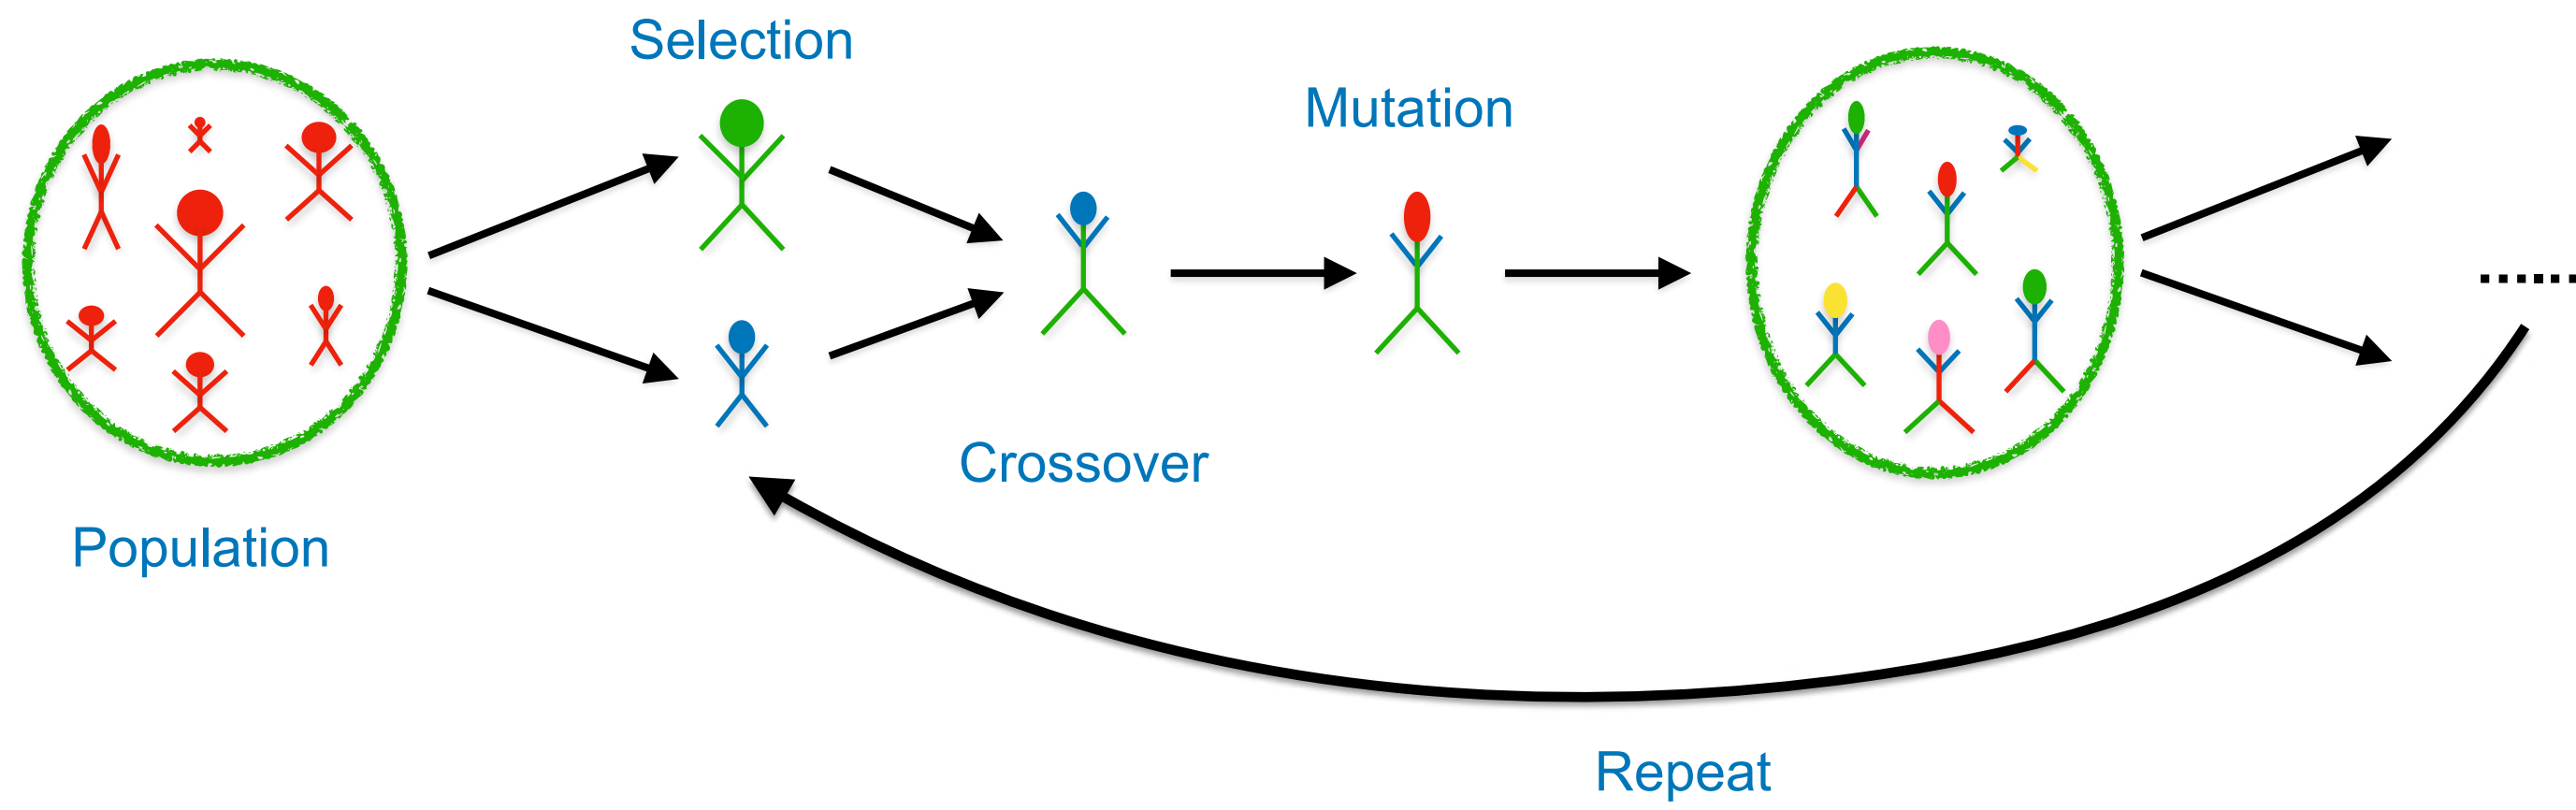 Selection
Mutation
Crossover
Population
Repeat